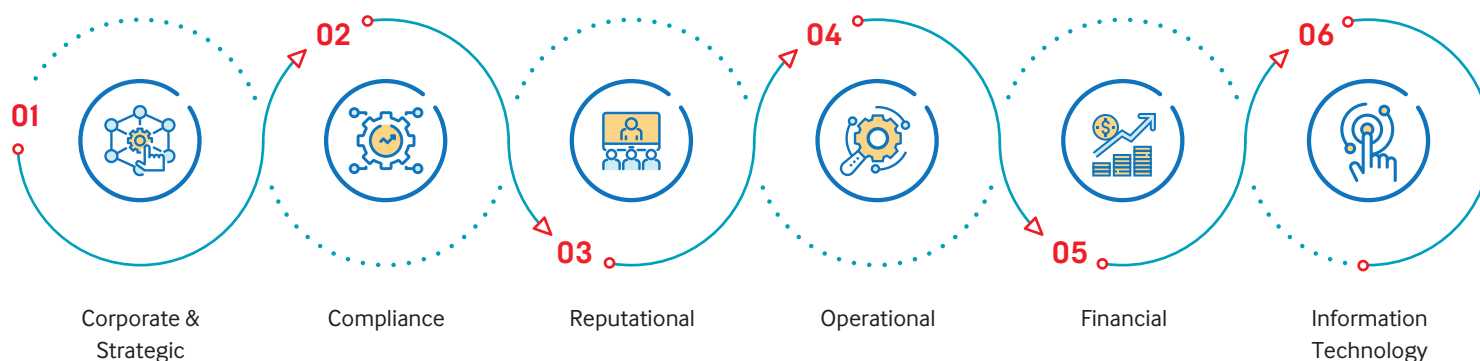 01
02
03
04
05
06
Corporate &
Strategic
Compliance
Reputational
Operational
Financial
Information
Technology